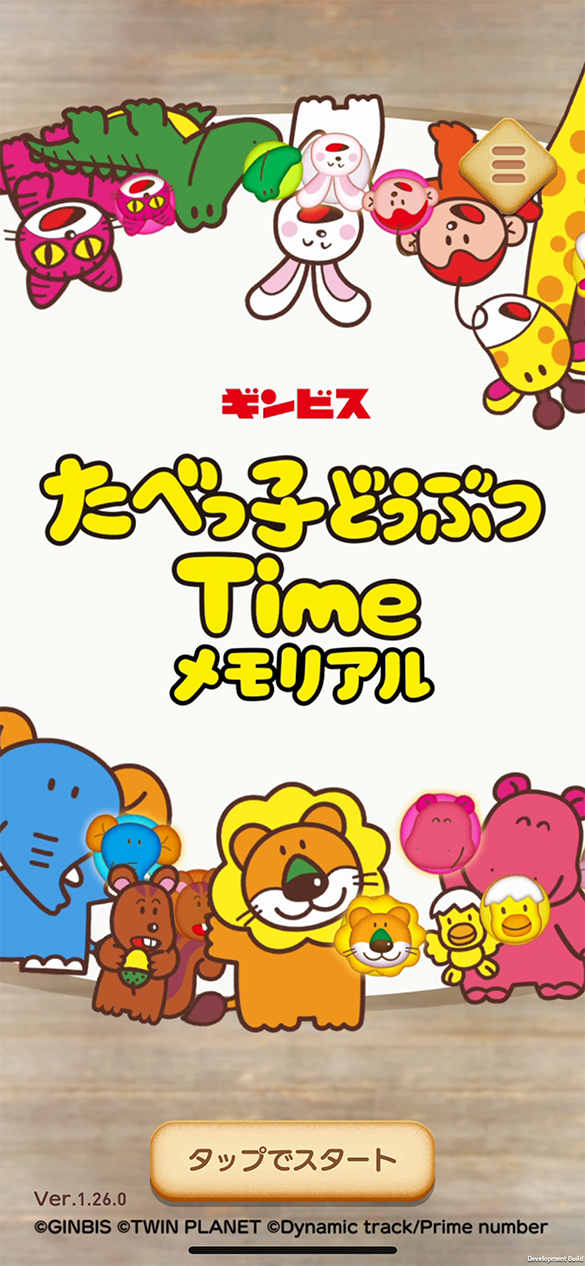 ギンビス
たべっ子どうぶつ
Time
メモリアル
タップでスタート
Ver.1.26.0
©GINBIS ©TWIN PLANET ©Dynamic track/Prime number
Development Build